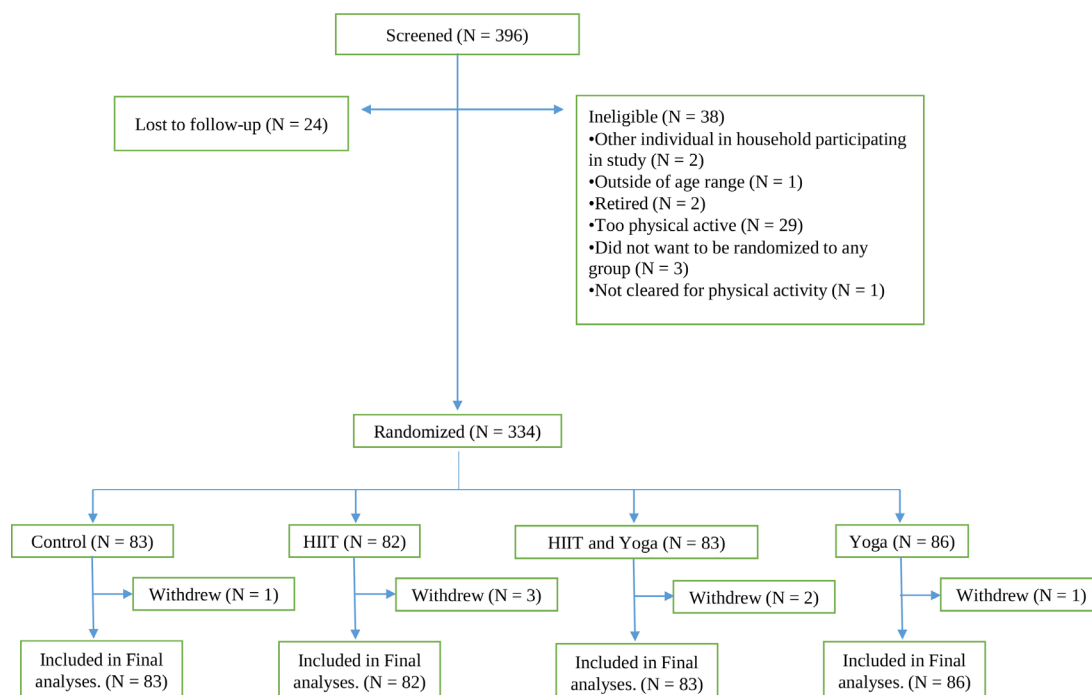 Screened (N = 396)
Lost to follow-up (N = 24)
Ineligible (N = 38)
•Other individual in household participating
in study (N = 2)
•Outside of age range (N = 1)
•Retired (N = 2)
•Too physical active (N = 29)
•Did not want to be randomized to any
group (N = 3)
•Not cleared for physical activity (N = 1)
Randomized (N = 334)
Control (N = 83)
HIIT (N = 82)
HIIT and Yoga (N = 83)
Yoga (N = 86)
Withdrew (N = 1)
Withdrew (N = 3)
Withdrew (N = 2)
Withdrew (N = 1)
Included in Final
analyses. (N = 83)
Included in Final
analyses. (N = 82)
Included in Final
analyses. (N = 83)
Included in Final
analyses. (N = 86)